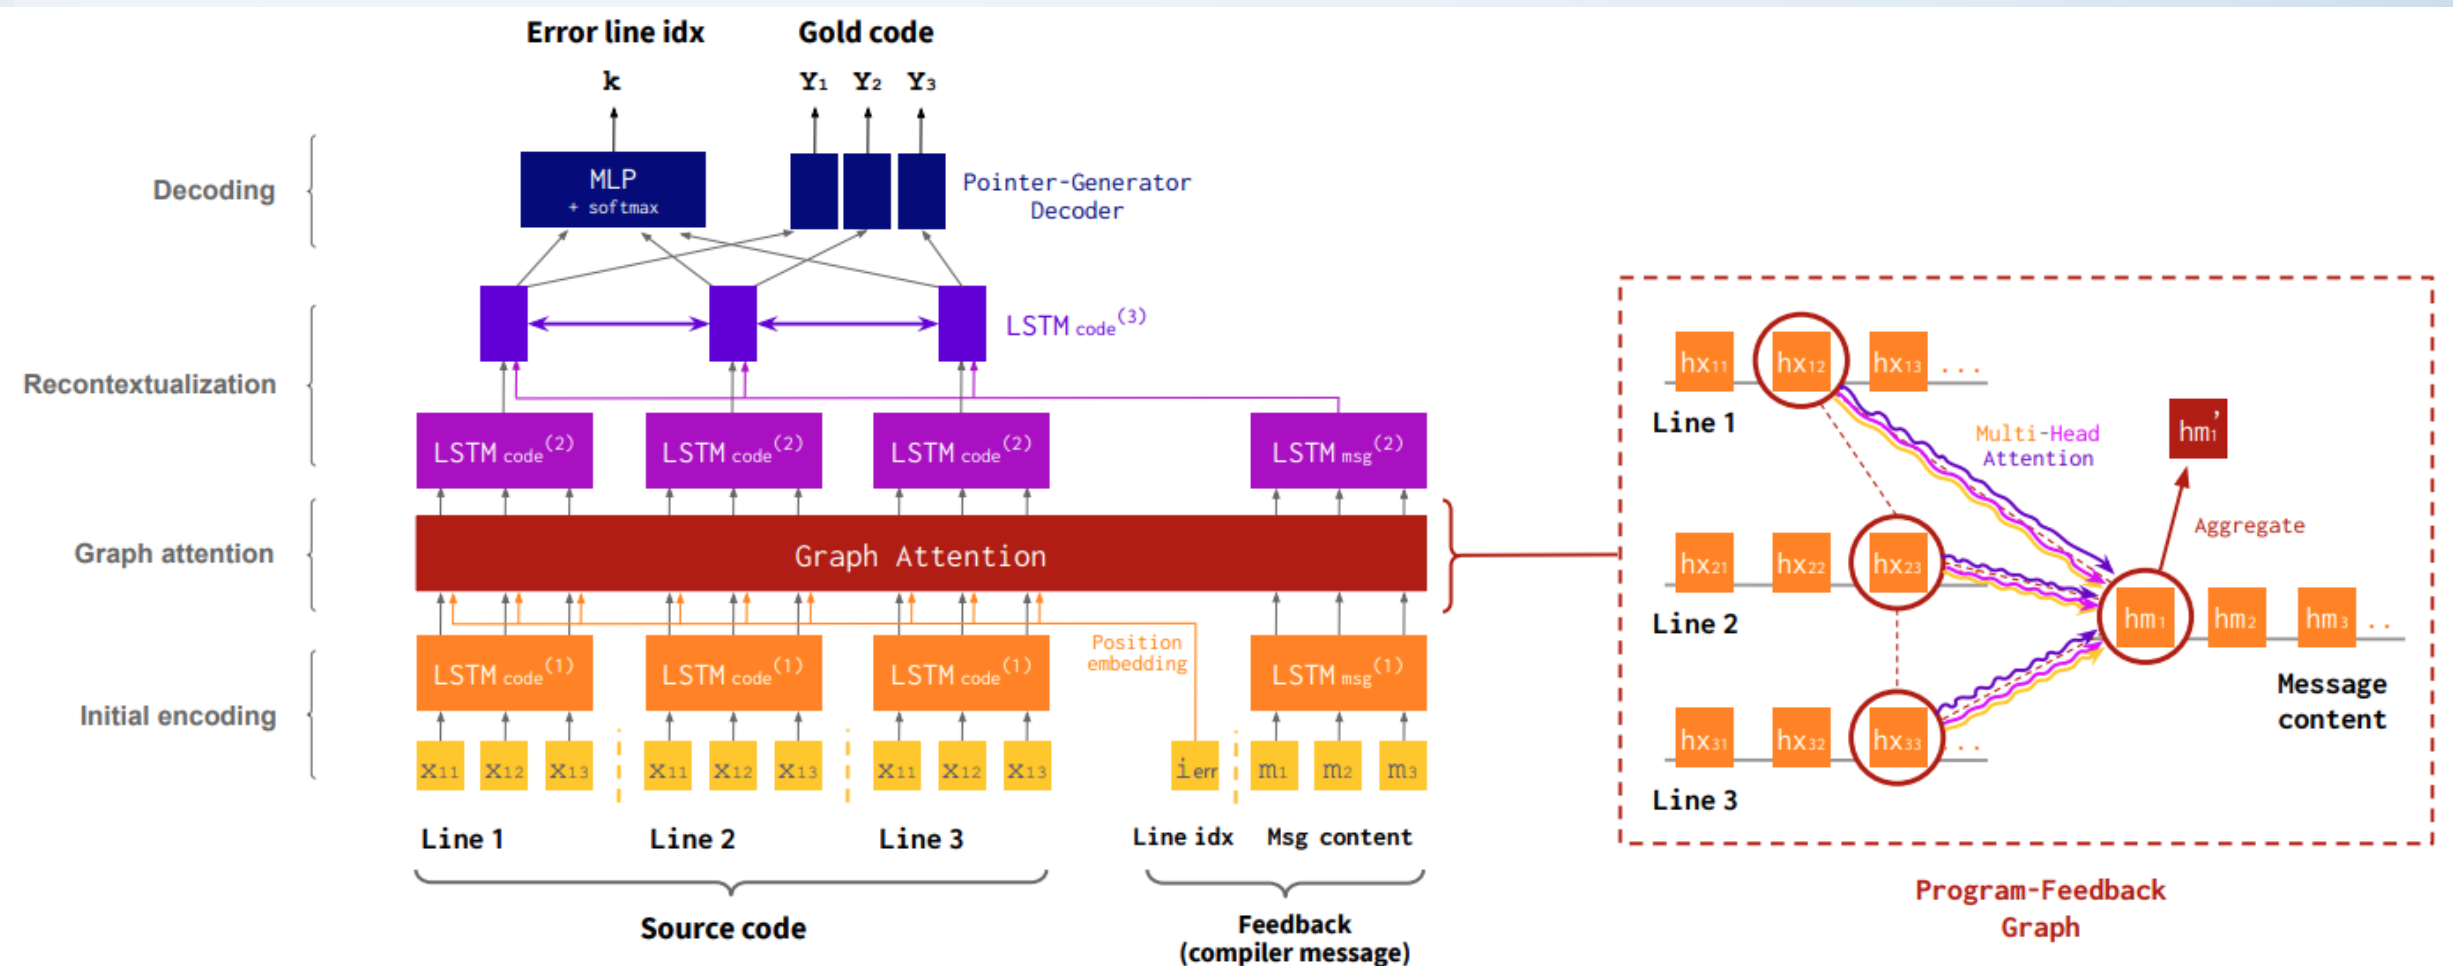 Error line idx
Gold code
k
Y1 Y2 Y3
Decoding
MLP
+ softmax
Pointer-Generator
Decoder
Recontextualization
LSTM code(3)
LSTM code(2) LSTM code(2) LSTM code(2) LSTM msg(2)
Graph attention
Graph Attention
Position
embedding
Initial encoding
LSTM code(1) LSTM code(1) LSTM code(1) LSTM msg(1)
x11 x12 x13 x11 x12 x13 x11 x12 x13 ierr m1 m2 m3
Line 1 Line 2 Line 3 Line idx Msg content
Source code
Feedback
(compiler message)
hx11 hx12 hx13 ...
Line 1
Multi-Head
Attention
hm1'
Aggregate
hx21 hx22 hx23
Line 2
hm1 hm2 hm3 ..
Message
content
hx31 hx32 hx33 ...
Line 3
Program-Feedback
Graph